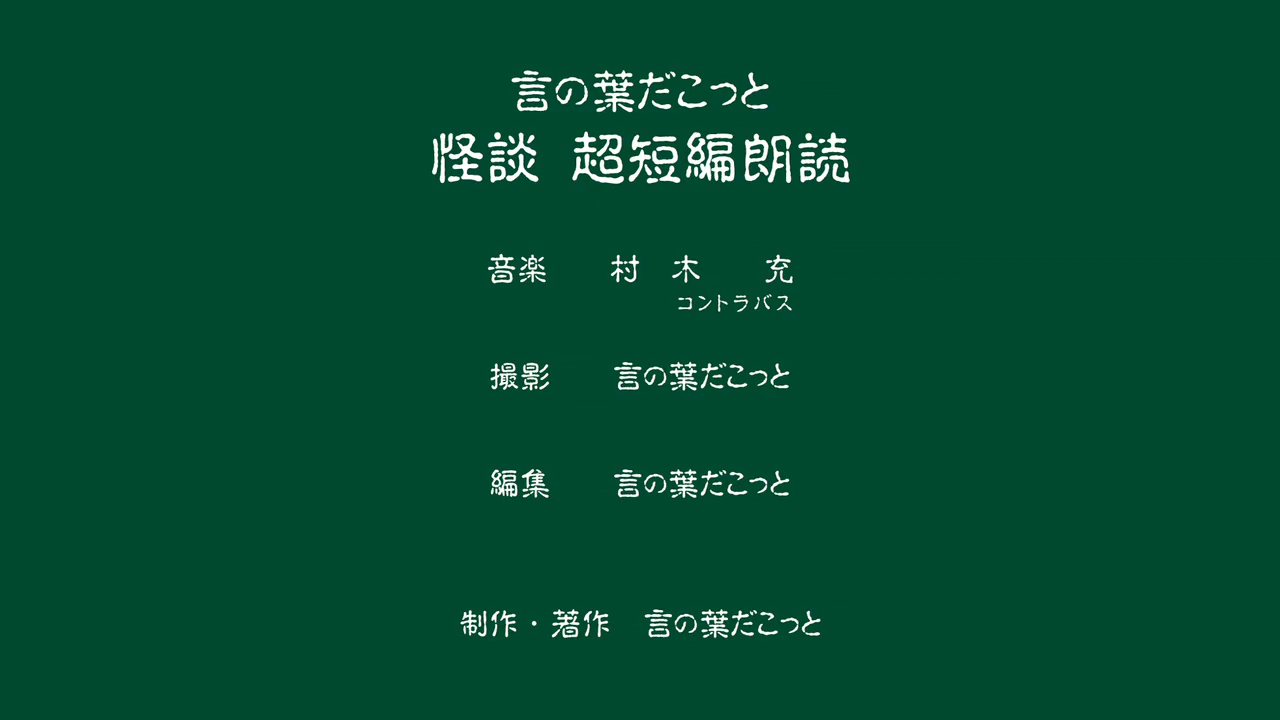 言の葉だこっと
怪談 超短編朗読
音楽 村木 充
コントラバス
撮影 言の葉だこっと
編集 言の葉だこっと
制作・著作 言の葉だこっと